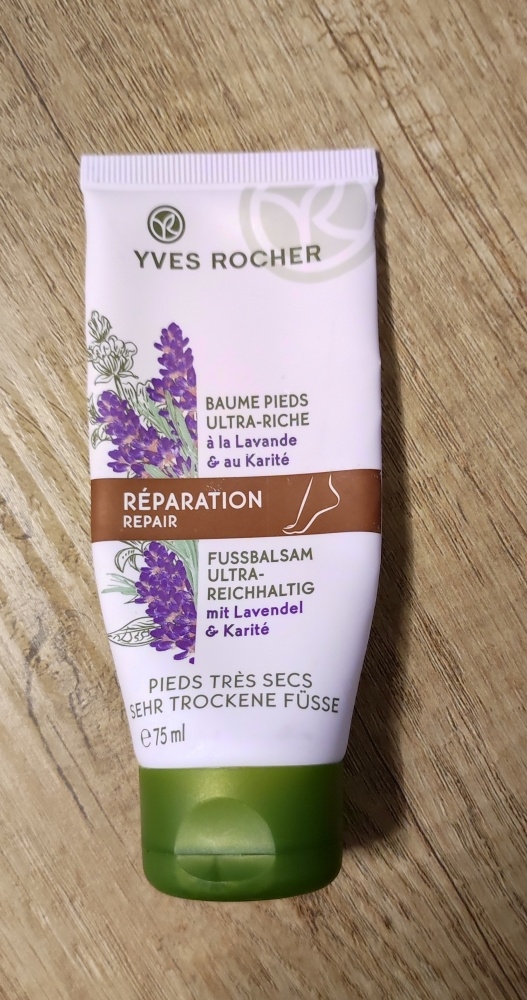 YVES ROCHER
BAUME PIEDS
ULTRA-RICHE
à la Lavande
& au Karité
RÉPARATION
REPAIR
FUSSBALSAM
ULTRA-
REICHHALTIG
mit Lavendel
& Karité
PIEDS TRÈS SECS
SEHR TROCKENE FÜSSE
℮ 75 ml